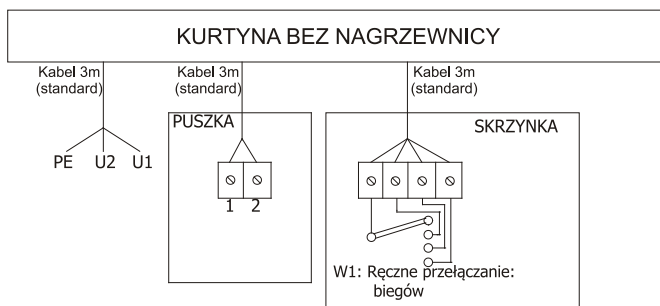 KURTYNA BEZ NAGRZEWNICY
Kabel 3m
(standard)
Kabel 3m
(standard)
Kabel 3m
(standard)
PE U2 U1
PUSZKA
1 2
SKRZYNKA
W1: Ręczne przełączanie:
biegów